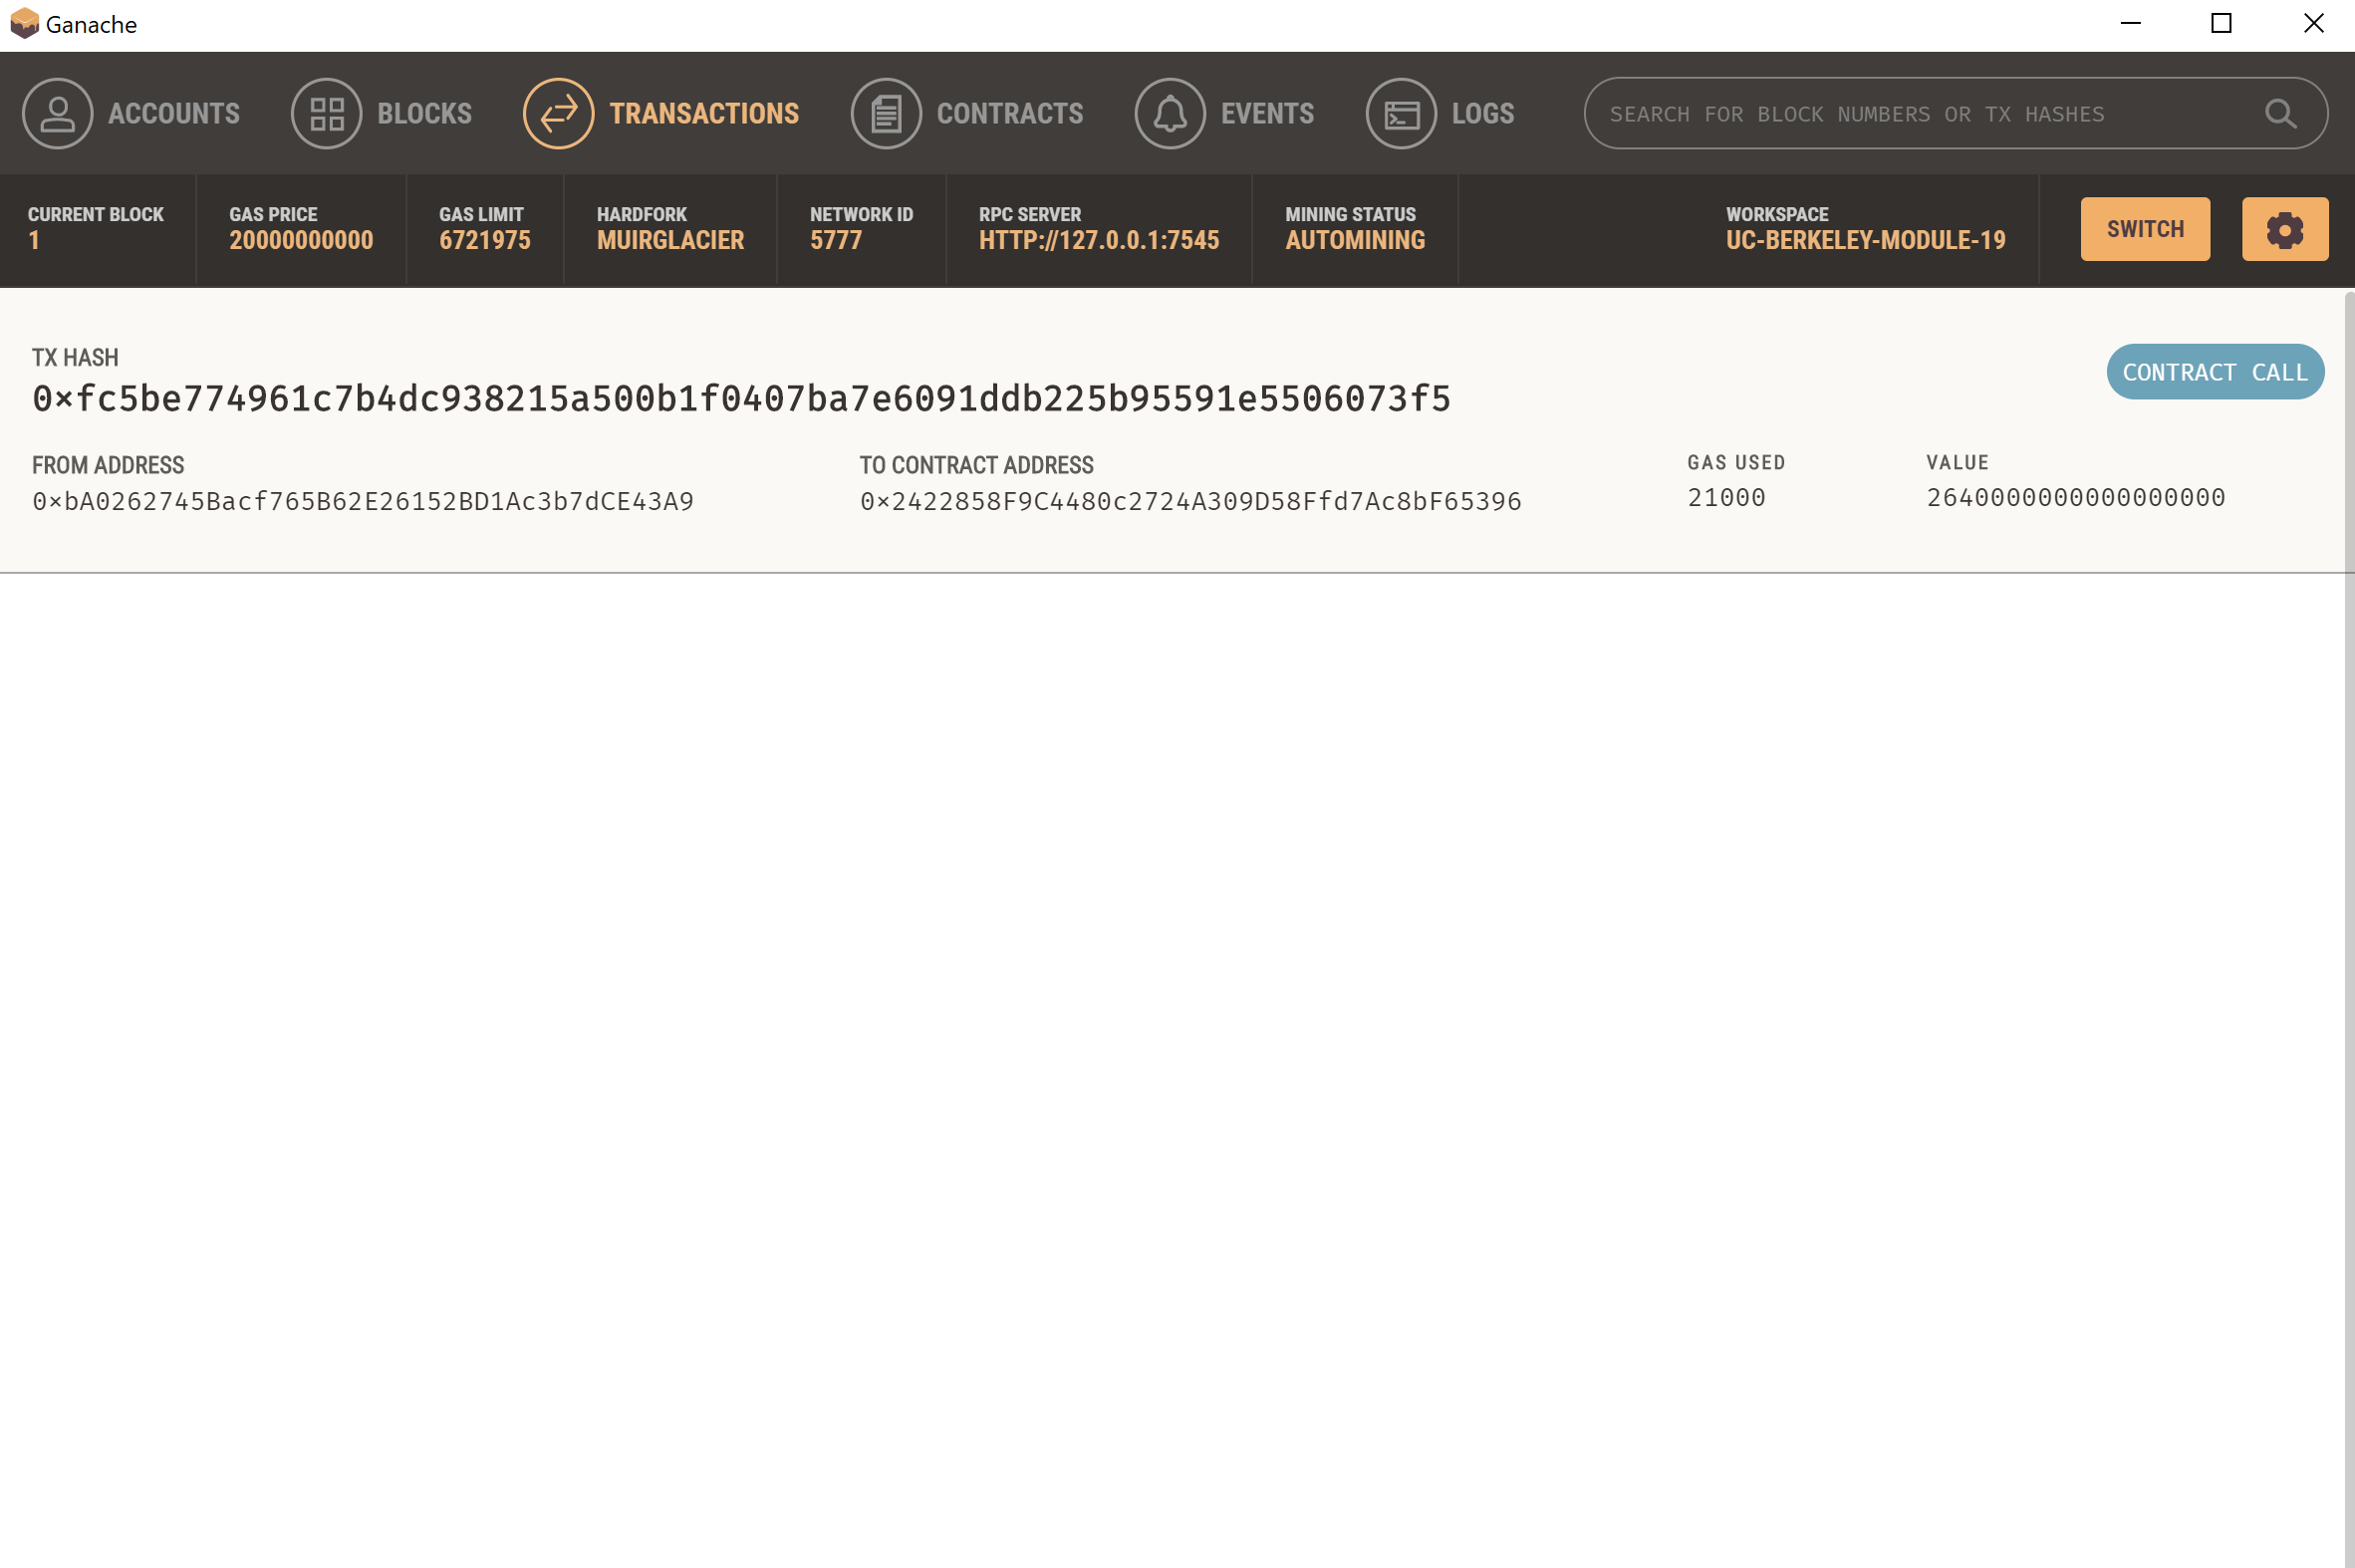 Ganache
ACCOUNTS BLOCKS TRANSACTIONS CONTRACTS EVENTS LOGS SEARCH FOR BLOCK NUMBERS OR TX HASHES
CURRENT BLOCK GAS PRICE GAS LIMIT HARDFORK NETWORK ID RPC SERVER MINING STATUS WORKSPACE
1 20000000000 6721975 MUIRGLACIER 5777 HTTP://127.0.0.1:7545 AUTOMINING UC-BERKELEY-MODULE-19 SWITCH
TX HASH
0×fc5be774961c7b4dc938215a500b1f0407ba7e6091ddb225b95591e5506073f5 CONTRACT CALL
FROM ADDRESS TO CONTRACT ADDRESS GAS USED VALUE
0×bA0262745Bacf765B62E26152BD1Ac3b7dCE43A9 0×2422858F9C4480c2724A309D58Ffd7Ac8bF65396 21000 2640000000000000000